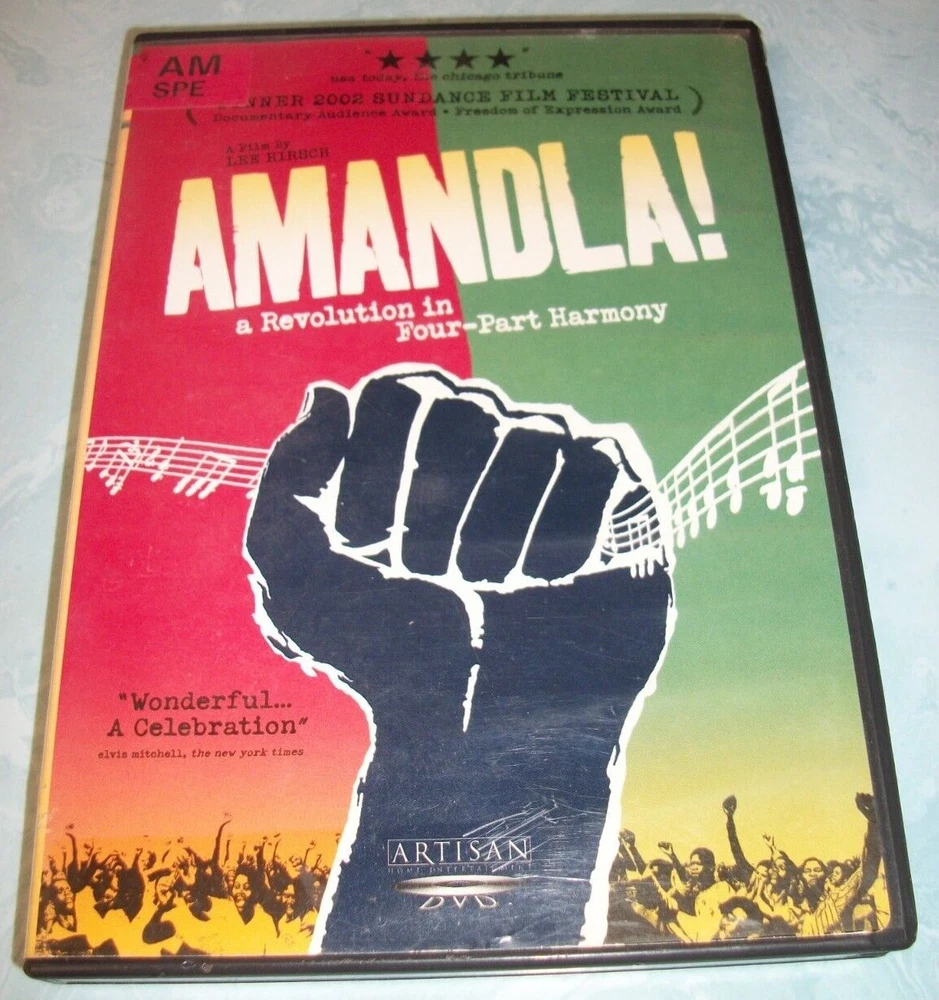 AM
SPE
"★★★★"
usa today, the chicago tribune
WINNER 2002 SUNDANCE FILM FESTIVAL
Documentary Audience Award • Freedom of Expression Award
A Film By
LEE HIRSCH
AMANDLA!
a Revolution in
Four-Part Harmony
"Wonderful...
A Celebration"
elvis mitchell, the new york times
ARTISAN
HOME ENTERTAINMENT
DVD